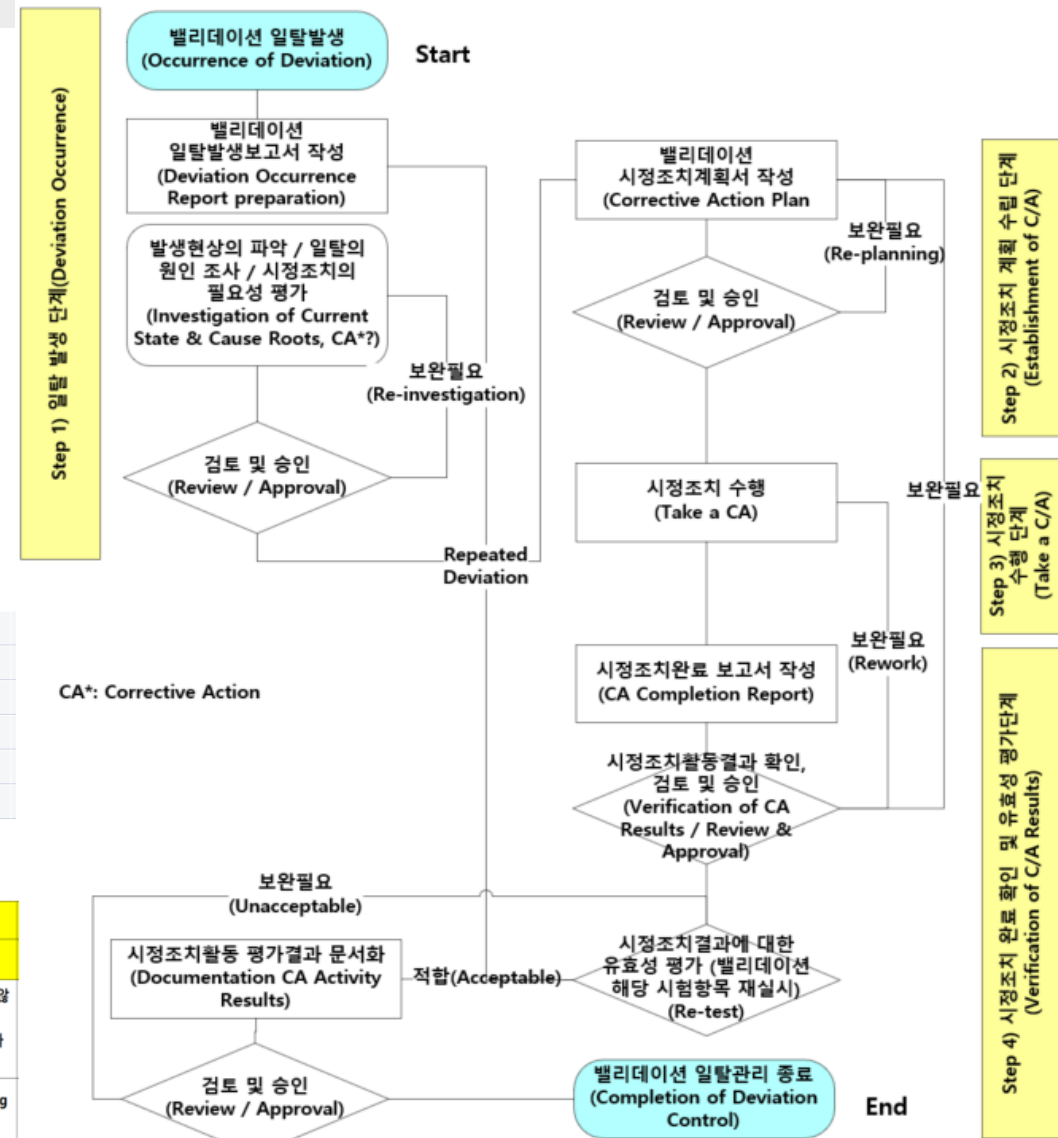 Step 1) 일탈 발생 단계(Deviation Occurrence)
밸리데이션 일탈발생
(Occurrence of Deviation)
Start
밸리데이션
일탈발생보고서 작성
(Deviation Occurrence
Report preparation)
발생현상의 파악 / 일탈의
원인 조사 / 시정조치의
필요성 평가
(Investigation of Current
State & Cause Roots, CA*?)
보완필요
(Re-investigation)
검토 및 승인
(Review / Approval)
Repeated
Deviation
CA*: Corrective Action
밸리데이션
시정조치계획서 작성
(Corrective Action Plan
보완필요
(Re-planning)
검토 및 승인
(Review / Approval)
Step 2) 시정조치 계획 수립 단계
(Establishment of C/A)
시정조치 수행
(Take a CA)
보완필요
Step 3) 시정조치
수행 단계
(Take a C/A)
보완필요
(Rework)
시정조치완료 보고서 작성
(CA Completion Report)
시정조치활동결과 확인,
검토 및 승인
(Verification of CA
Results / Review &
Approval)
Step 4) 시정조치 완료 확인 및 유효성 평가단계
(Verification of C/A Results)
보완필요
(Unacceptable)
시정조치활동 평가결과 문서화
(Documentation CA Activity
Results)
적합(Acceptable)
시정조치결과에 대한
유효성 평가 (밸리데이션
해당 시험항목 재실시)
(Re-test)
검토 및 승인
(Review / Approval)
밸리데이션 일탈관리 종료
(Completion of Deviation
Control)
End
않
g